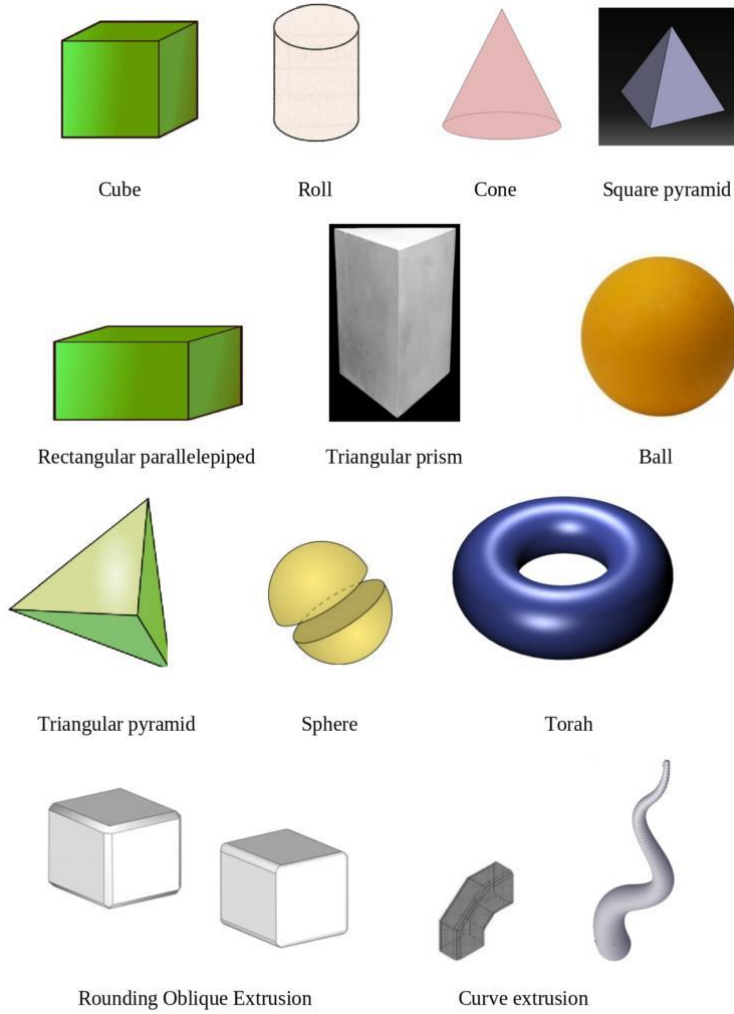 Cube
Roll
Cone
Square pyramid
Rectangular parallelepiped
Triangular prism
Ball
Triangular pyramid
Sphere
Torah
Rounding Oblique Extrusion
Curve extrusion